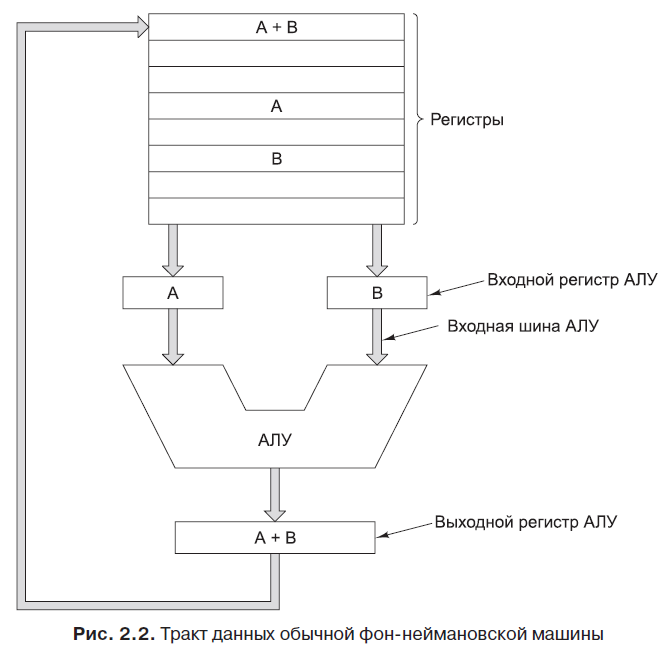 A + B
A
Регистры
B
A
B
Входной регистр АЛУ
Входная шина АЛУ
АЛУ
A + B
Выходной регистр АЛУ
Рис. 2.2. Тракт данных обычной фон-неймановской машины